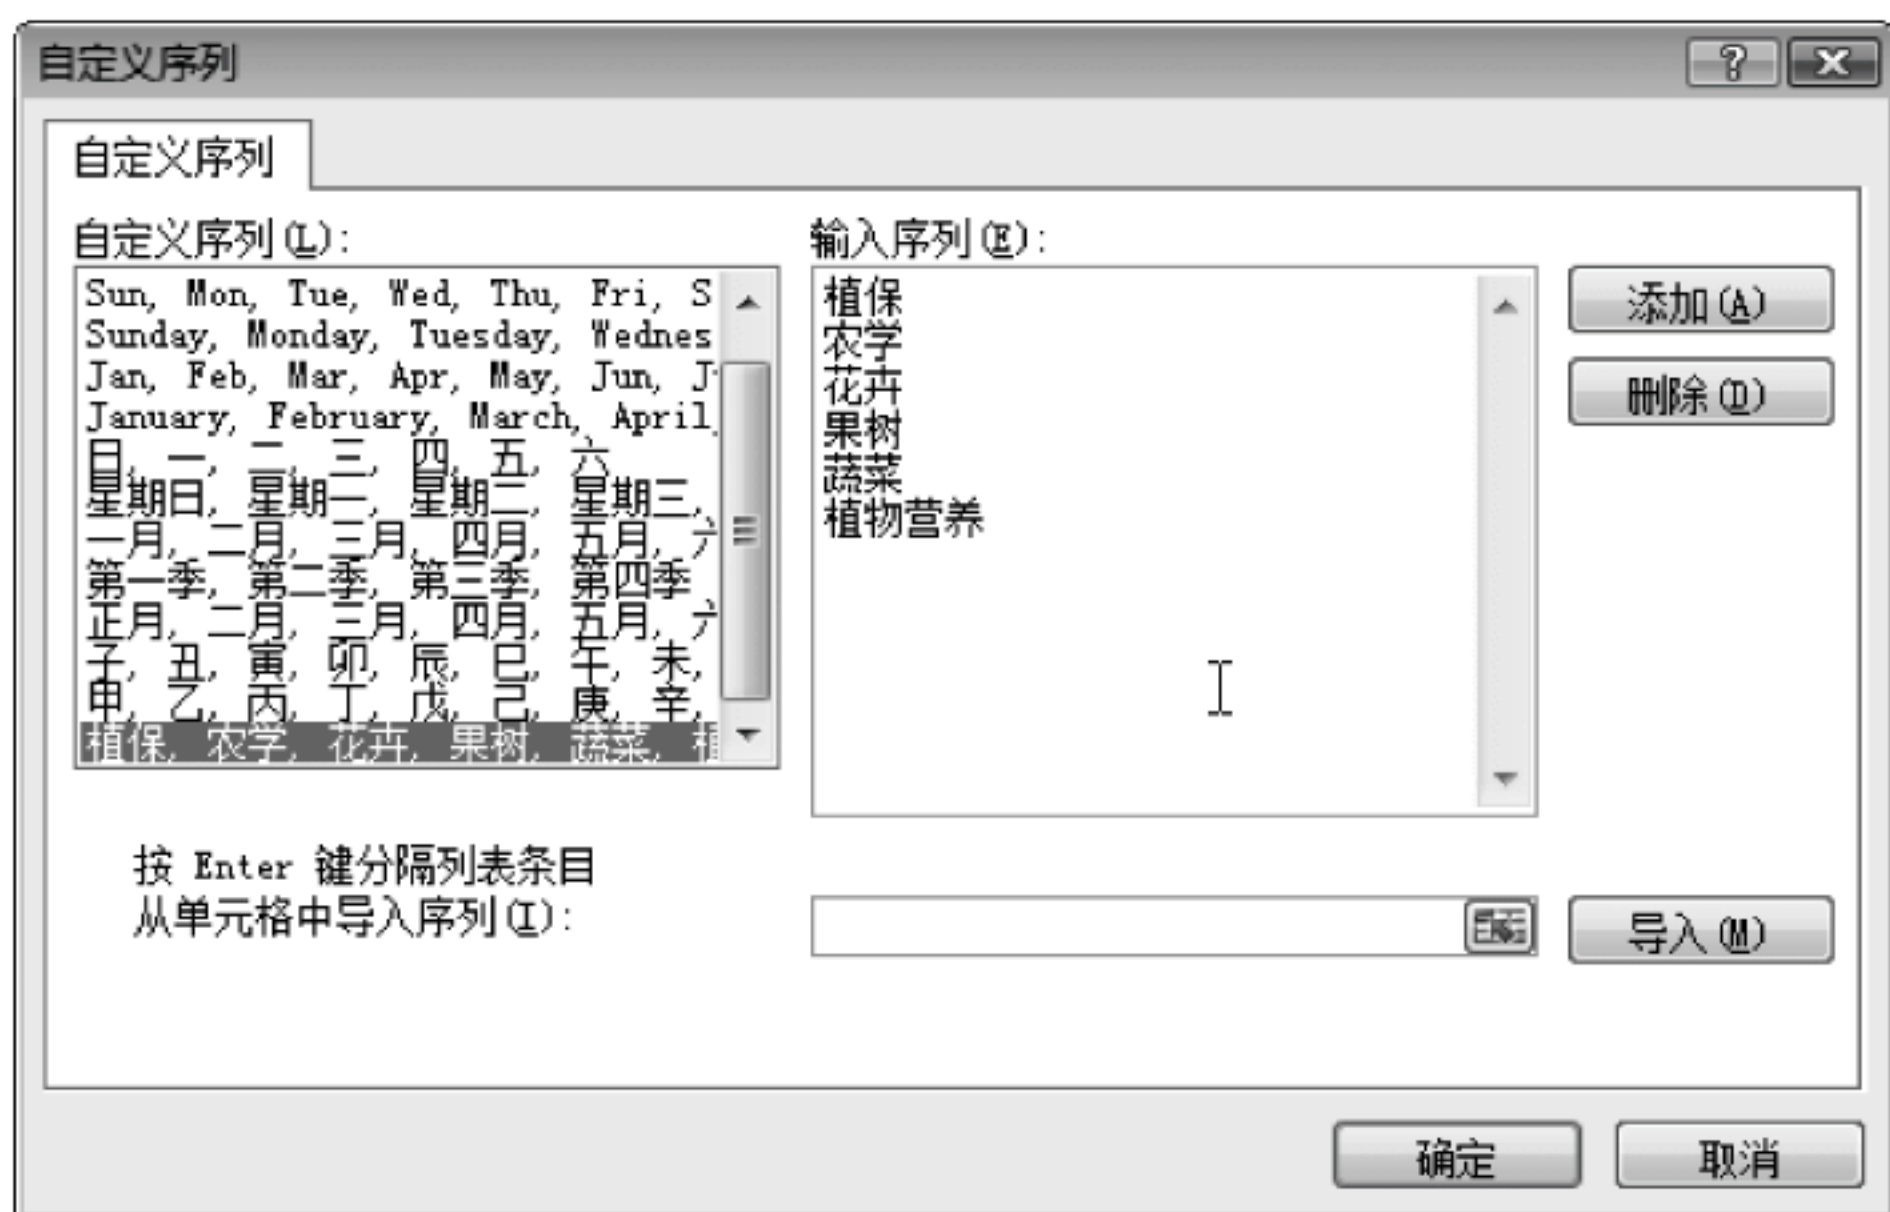 自定义序列
自定义序列
自定义序列(L):
Sun, Mon, Tue, Wed, Thu, Fri, S
Sunday, Monday, Tuesday, Wednes
Jan, Feb, Mar, Apr, May, Jun, J
January, February, March, April,
日, 一, 二, 三, 四, 五, 六
星期日, 星期一, 星期二, 星期三,
一月, 二月, 三月, 四月, 五月,
第一季, 第二季, 第三季, 第四季
正月, 二月, 三月, 四月, 五月,
子, 丑, 寅, 卯, 辰, 巳, 午, 未,
甲, 乙, 丙, 丁, 戊, 己, 庚, 辛,
植保, 农学, 花卉, 果树, 蔬菜,
输入序列(E):
植保
农学
花卉
果树
蔬菜
植物营养
添加(A)
删除(D)
按 Enter 键分隔列表条目
从单元格中导入序列(I):
导入(M)
确定
取消